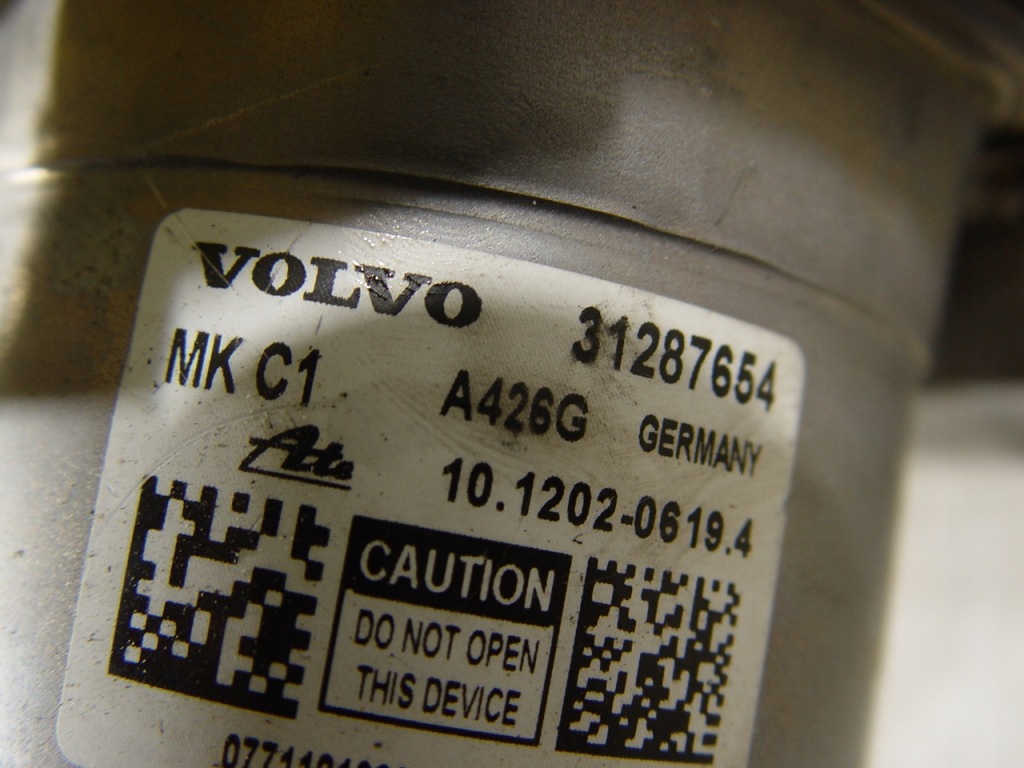 VOLVO 31287654
MK C1 A426G GERMANY
Ate 10.1202-0619.4
CAUTION
DO NOT OPEN
THIS DEVICE